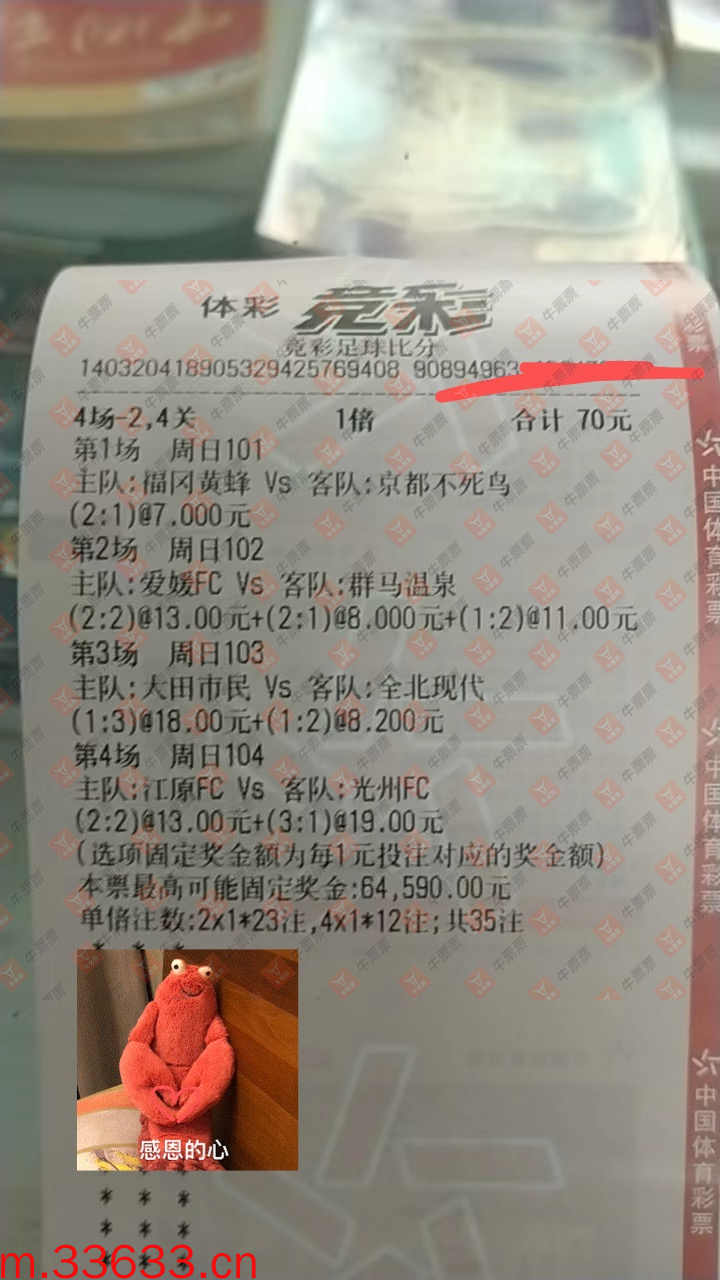 体彩 竞彩
竞彩足球比分
140320418905329425769408 90894963
4场-2,4关 1倍 合计 70元
第1场 周日101
主队:福冈黄蜂 Vs 客队:京都不死鸟
(2:1)@7.000元
第2场 周日102
主队:爱媛FC Vs 客队:群马温泉
(2:2)@13.00元+(2:1)@8.000元+(1:2)@11.00元
第3场 周日103
主队:大田市民 Vs 客队:全北现代
(1:3)@18.00元+(1:2)@8.200元
第4场 周日104
主队:江原FC Vs 客队:光州FC
(2:2)@13.00元+(3:1)@19.00元
(选项固定奖金额为每1元投注对应的奖金额)
本票最高可能固定奖金:64,590.00元
单倍注数:2x1*23注,4x1*12注;共35注
* * *
感恩的心
* * *
* * *
* * *
m.33683.cn
中国体育彩票
中国体育彩票
中国体育彩票
牛票票